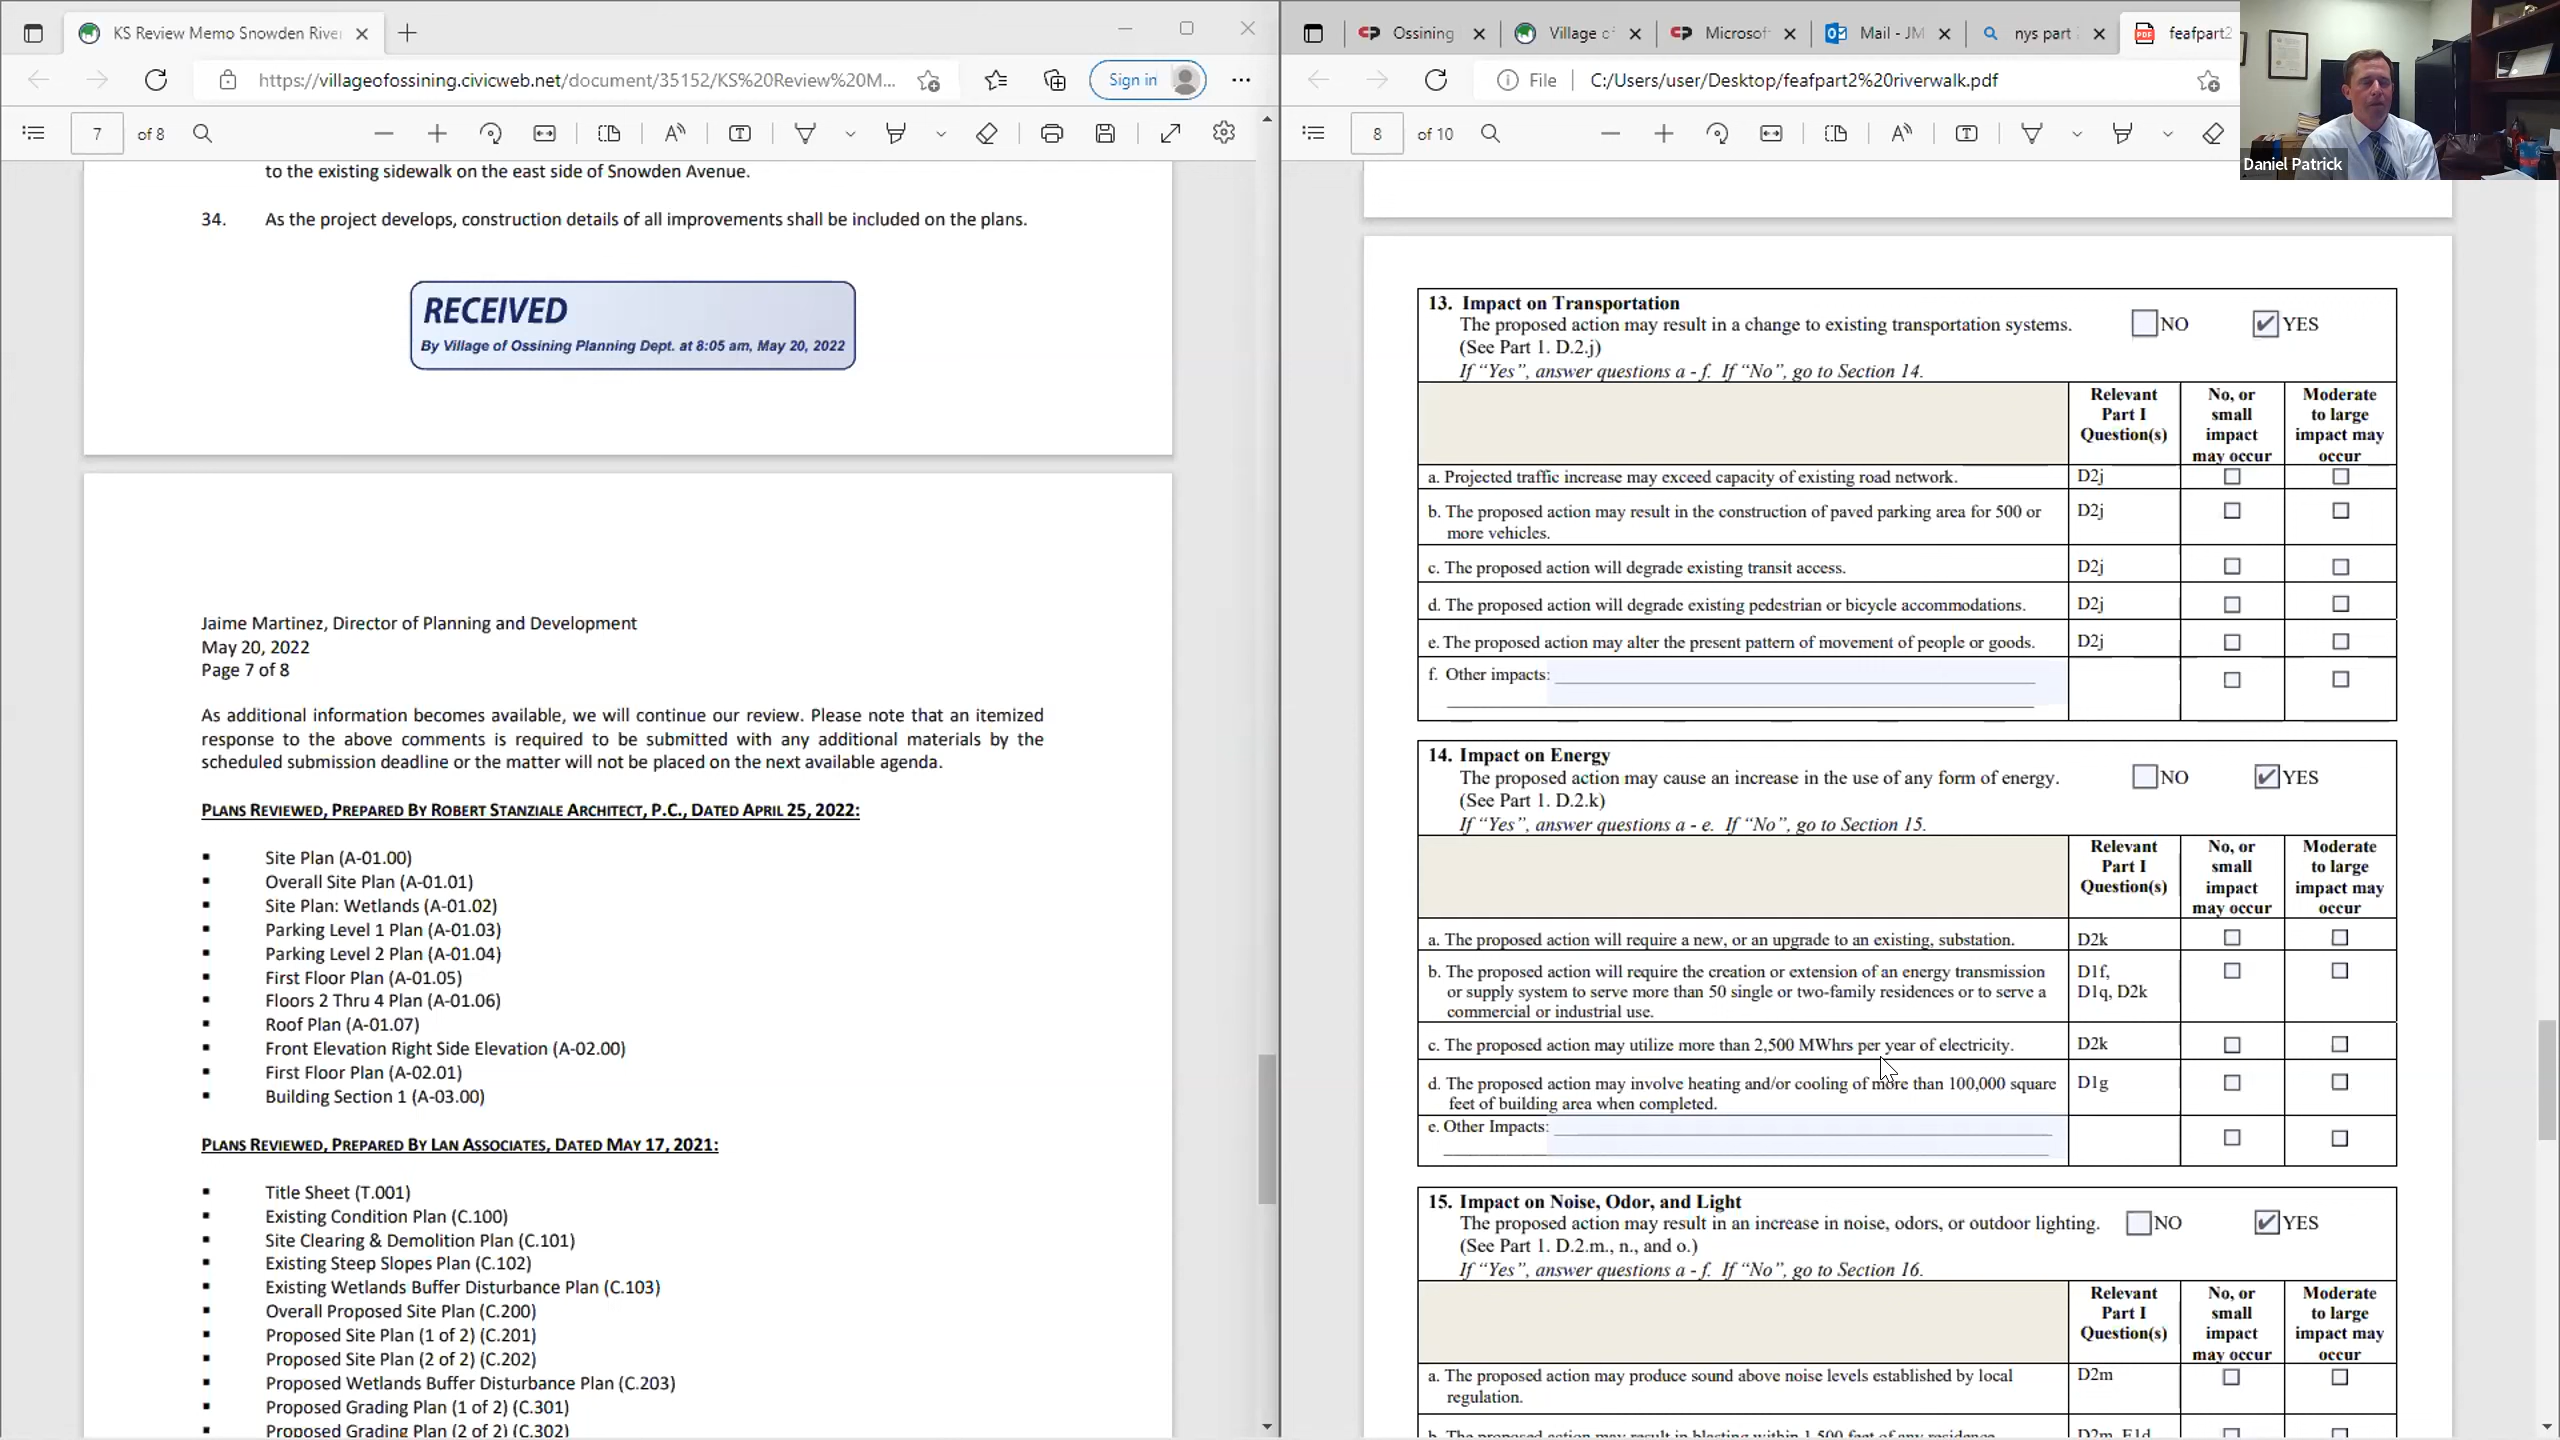 KS Review Memo Snowden River
https://villageofossining.civicweb.net/document/35152/KS%20Review%20M...
Sign in
7 of 8
to the existing sidewalk on the east side of Snowden Avenue.
34. As the project develops, construction details of all improvements shall be included on the plans.
RECEIVED
By Village of Ossining Planning Dept. at 8:05 am, May 20, 2022
Jaime Martinez, Director of Planning and Development
May 20, 2022
Page 7 of 8
As additional information becomes available, we will continue our review. Please note that an itemized
response to the above comments is required to be submitted with any additional materials by the
scheduled submission deadline or the matter will not be placed on the next available agenda.
PLANS REVIEWED, PREPARED BY ROBERT STANZIALE ARCHITECT, P.C., DATED APRIL 25, 2022:
▪ Site Plan (A-01.00)
▪ Overall Site Plan (A-01.01)
▪ Site Plan: Wetlands (A-01.02)
▪ Parking Level 1 Plan (A-01.03)
▪ Parking Level 2 Plan (A-01.04)
▪ First Floor Plan (A-01.05)
▪ Floors 2 Thru 4 Plan (A-01.06)
▪ Roof Plan (A-01.07)
▪ Front Elevation Right Side Elevation (A-02.00)
▪ First Floor Plan (A-02.01)
▪ Building Section 1 (A-03.00)
PLANS REVIEWED, PREPARED BY LAN ASSOCIATES, DATED MAY 17, 2021:
▪ Title Sheet (T.001)
▪ Existing Condition Plan (C.100)
▪ Site Clearing & Demolition Plan (C.101)
▪ Existing Steep Slopes Plan (C.102)
▪ Existing Wetlands Buffer Disturbance Plan (C.103)
▪ Overall Proposed Site Plan (C.200)
▪ Proposed Site Plan (1 of 2) (C.201)
▪ Proposed Site Plan (2 of 2) (C.202)
▪ Proposed Wetlands Buffer Disturbance Plan (C.203)
▪ Proposed Grading Plan (1 of 2) (C.301)
▪ Proposed Grading Plan (2 of 2) (C.302)
Ossining Village of Microsof Mail - JM nys part feafpart2
File C:/Users/user/Desktop/feafpart2%20riverwalk.pdf
8 of 10
Daniel Patrick
13. Impact on Transportation
The proposed action may result in a change to existing transportation systems. NO YES
(See Part 1. D.2.j)
If “Yes”, answer questions a - f. If “No”, go to Section 14.
Relevant Part I Question(s)
No, or small impact may occur
Moderate to large impact may occur
a. Projected traffic increase may exceed capacity of existing road network. D2j
b. The proposed action may result in the construction of paved parking area for 500 or D2j
more vehicles.
c. The proposed action will degrade existing transit access. D2j
d. The proposed action will degrade existing pedestrian or bicycle accommodations. D2j
e. The proposed action may alter the present pattern of movement of people or goods. D2j
f. Other impacts:
14. Impact on Energy
The proposed action may cause an increase in the use of any form of energy. NO YES
(See Part 1. D.2.k)
If “Yes”, answer questions a - e. If “No”, go to Section 15.
Relevant Part I Question(s)
No, or small impact may occur
Moderate to large impact may occur
a. The proposed action will require a new, or an upgrade to an existing, substation. D2k
b. The proposed action will require the creation or extension of an energy transmission D1f,
or supply system to serve more than 50 single or two-family residences or to serve a D1q, D2k
commercial or industrial use.
c. The proposed action may utilize more than 2,500 MWhrs per year of electricity. D2k
d. The proposed action may involve heating and/or cooling of more than 100,000 square D1g
feet of building area when completed.
e. Other Impacts:
15. Impact on Noise, Odor, and Light
The proposed action may result in an increase in noise, odors, or outdoor lighting. NO YES
(See Part 1. D.2.m., n., and o.)
If “Yes”, answer questions a - f. If “No”, go to Section 16.
Relevant Part I Question(s)
No, or small impact may occur
Moderate to large impact may occur
a. The proposed action may produce sound above noise levels established by local D2m
regulation.
b. The proposed action may result in blasting within 1,500 feet of any residence, D2m, E1d